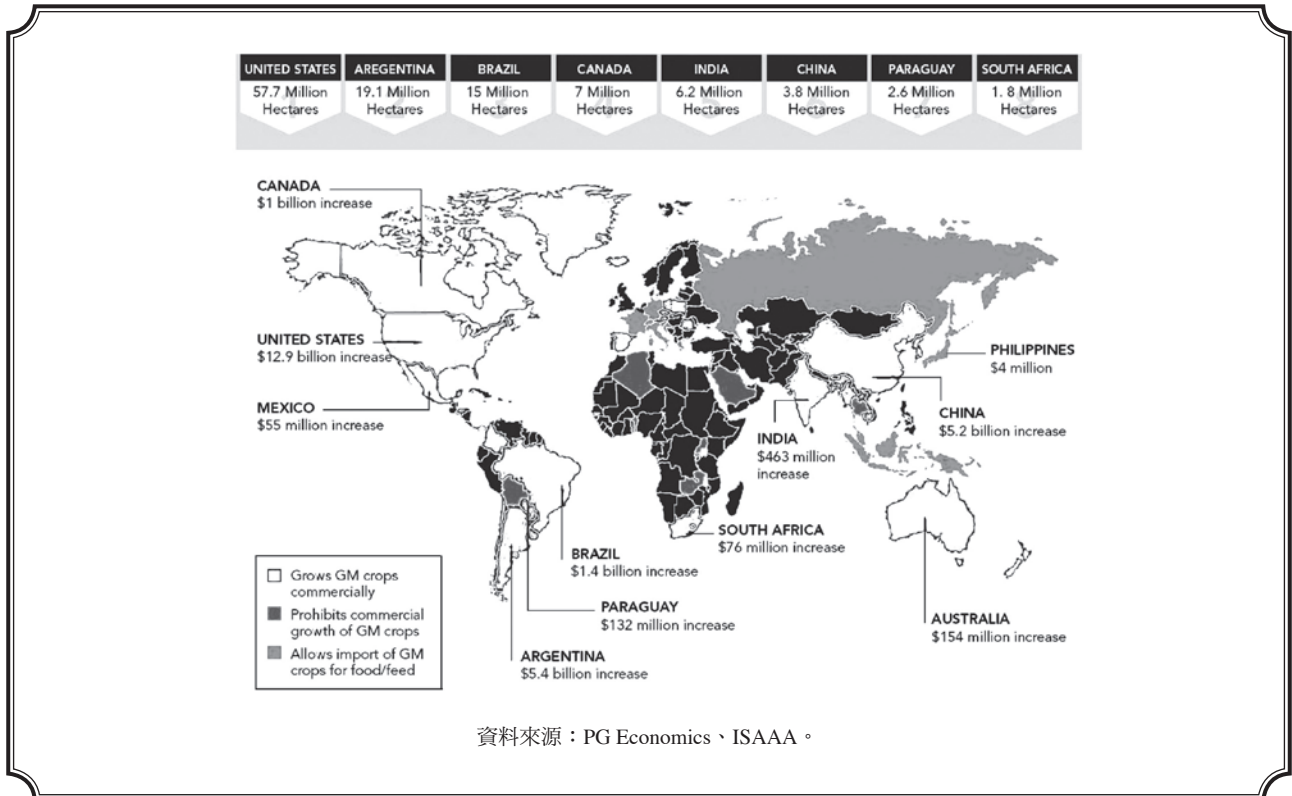 UNITED STATES
57.7 Million
Hectares
AREGENTINA
19.1 Million
Hectares
BRAZIL
15 Million
Hectares
CANADA
7 Million
Hectares
INDIA
6.2 Million
Hectares
CHINA
3.8 Million
Hectares
PARAGUAY
2.6 Million
Hectares
SOUTH AFRICA
1. 8 Million
Hectares
CANADA
$1 billion increase
UNITED STATES
$12.9 billion increase
MEXICO
$55 million increase
PHILIPPINES
$4 million
CHINA
$5.2 billion increase
INDIA
$463 million
increase
SOUTH AFRICA
$76 million increase
BRAZIL
$1.4 billion increase
PARAGUAY
$132 million increase
AUSTRALIA
$154 million increase
ARGENTINA
$5.4 billion increase
Grows GM crops
commercially
Prohibits commercial
growth of GM crops
Allows import of GM
crops for food/feed
資料來源：PG Economics、ISAAA。